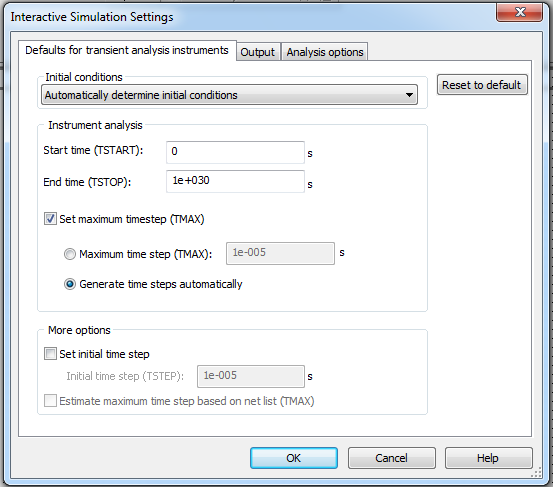 Interactive Simulation Settings
Defaults for transient analysis instruments Output Analysis options
Initial conditions
Automatically determine initial conditions
Reset to default
Instrument analysis
Start time (TSTART): 0 s
End time (TSTOP): 1e+030 s
Set maximum timestep (TMAX)
Maximum time step (TMAX): 1e-005 s
Generate time steps automatically
More options
Set initial time step
Initial time step (TSTEP): 1e-005 s
Estimate maximum time step based on net list (TMAX)
OK Cancel Help